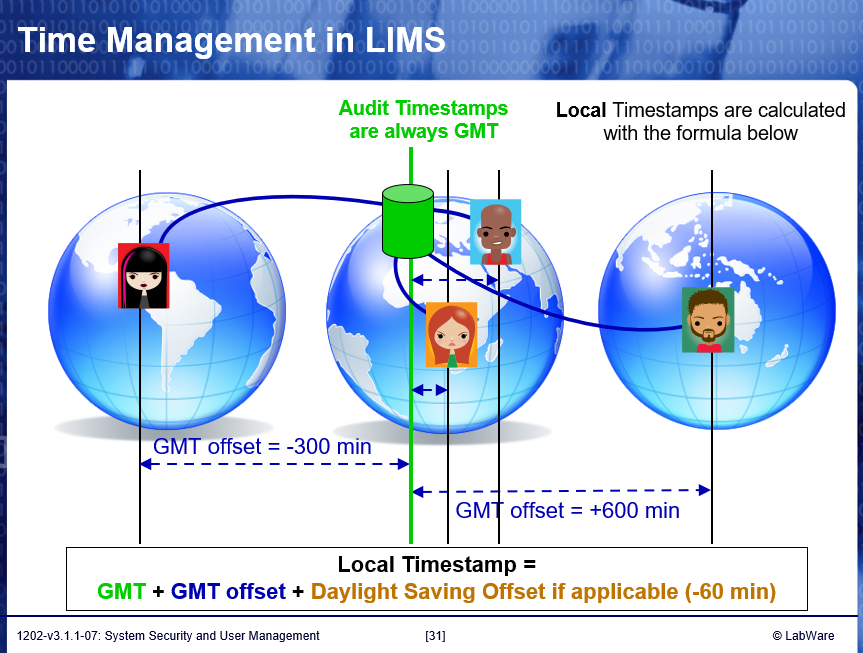 Time Management in LIMS
Audit Timestamps
are always GMT
Local Timestamps are calculated
with the formula below
GMT offset = -300 min
GMT offset = +600 min
Local Timestamp =
GMT + GMT offset + Daylight Saving Offset if applicable (-60 min)
1202-v3.1.1-07: System Security and User Management
[31]
© LabWare